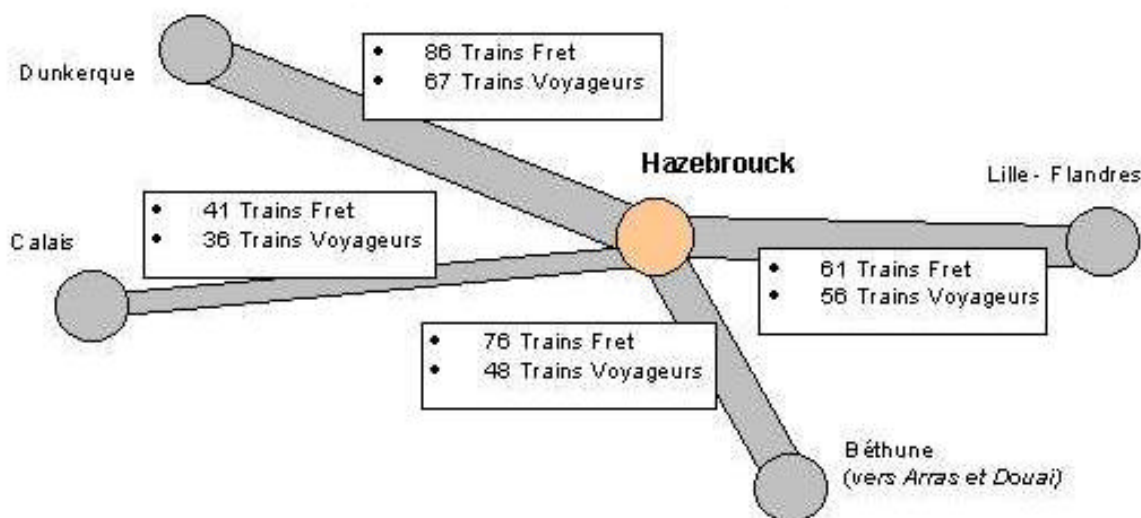 Dunkerque
• 86 Trains Fret
• 67 Trains Voyageurs
Hazebrouck
Lille - Flandres
Calais
• 41 Trains Fret
• 36 Trains Voyageurs
• 61 Trains Fret
• 56 Trains Voyageurs
• 76 Trains Fret
• 48 Trains Voyageurs
Béthune
(vers Arras et Douai)